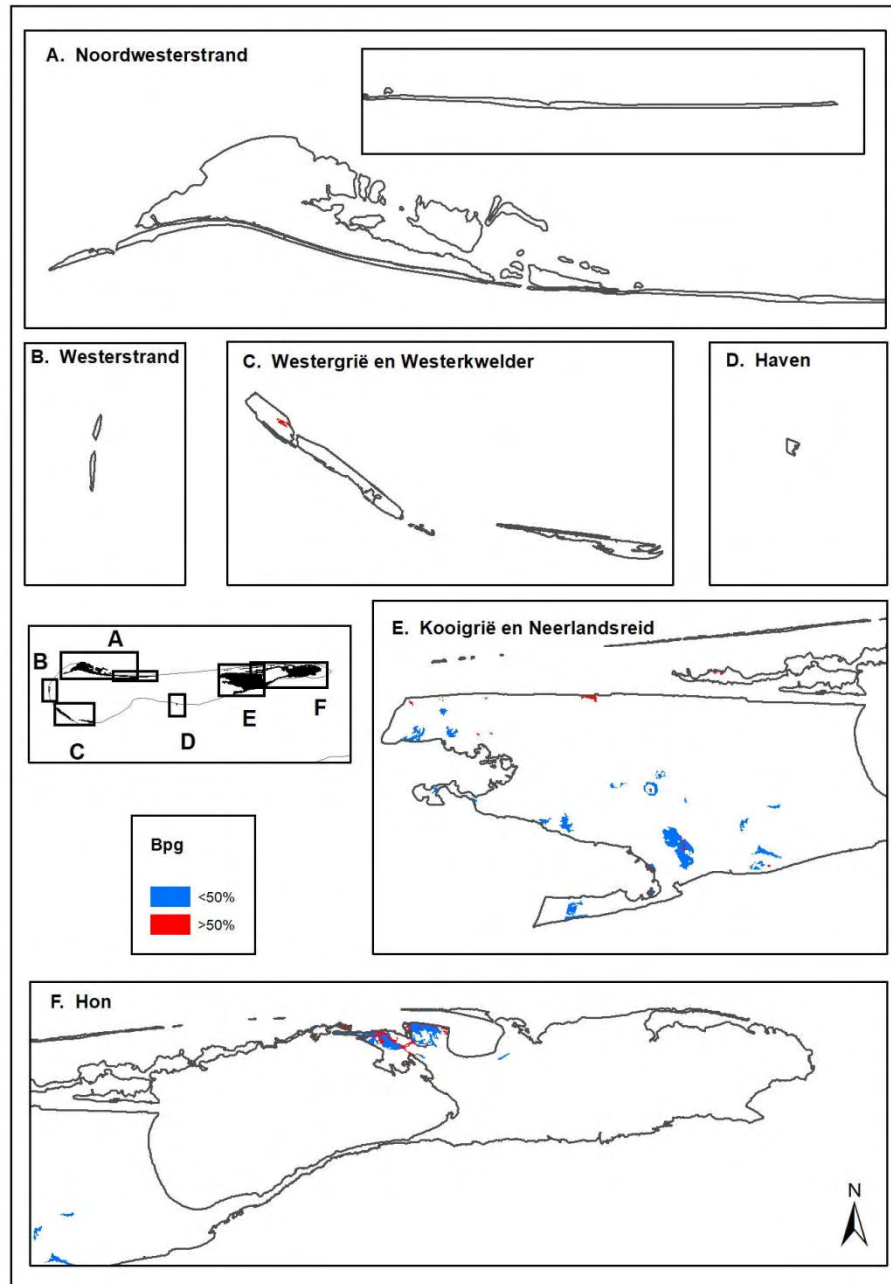 A. Noordwesterstrand
B. Westerstrand
C. Westergrië en Westerkwelder
D. Haven
A
B
C
D
E
F
E. Kooigrië en Neerlandsreid
Bpg
<50%
>50%
F. Hon
N